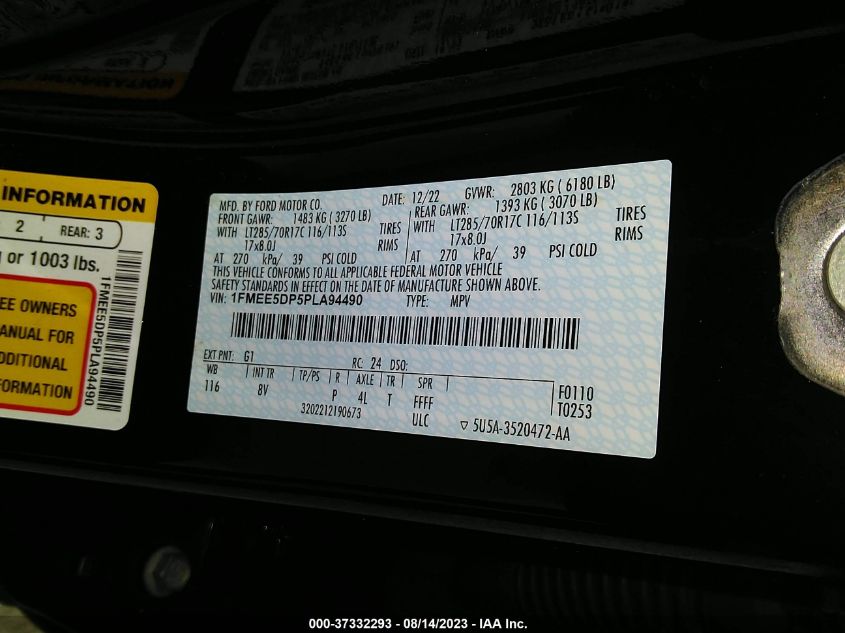 INFORMATION
2
REAR: 3
or 1003 lbs.
OWNERS
MANUAL FOR
ADDITIONAL
INFORMATION
1FMEE5DP5PLA94490
MFD. BY FORD MOTOR CO.
DATE: 12/22
GVWR: 2803 KG ( 6180 LB)
FRONT GAWR: 1483 KG ( 3270 LB)
WITH LT285/70R17C 116/113S TIRES
17x8.0J RIMS
AT 270 kPa/ 39 PSI COLD
REAR GAWR: 1393 KG ( 3070 LB)
WITH LT285/70R17C 116/113S TIRES
17x8.0J RIMS
AT 270 kPa/ 39 PSI COLD
THIS VEHICLE CONFORMS TO ALL APPLICABLE FEDERAL MOTOR VEHICLE
SAFETY STANDARDS IN EFFECT ON THE DATE OF MANUFACTURE SHOWN ABOVE.
VIN: 1FMEE5DP5PLA94490 TYPE: MPV
EXT PNT: G1 RC: 24 DSO:
WB INT TR TP/PS R AXLE TR SPR
116 8V P 4L T FFFF
F0110
T0253
3202212190673 ULC
▽ 5U5A-3520472-AA
000-37332293 - 08/14/2023 - IAA Inc.